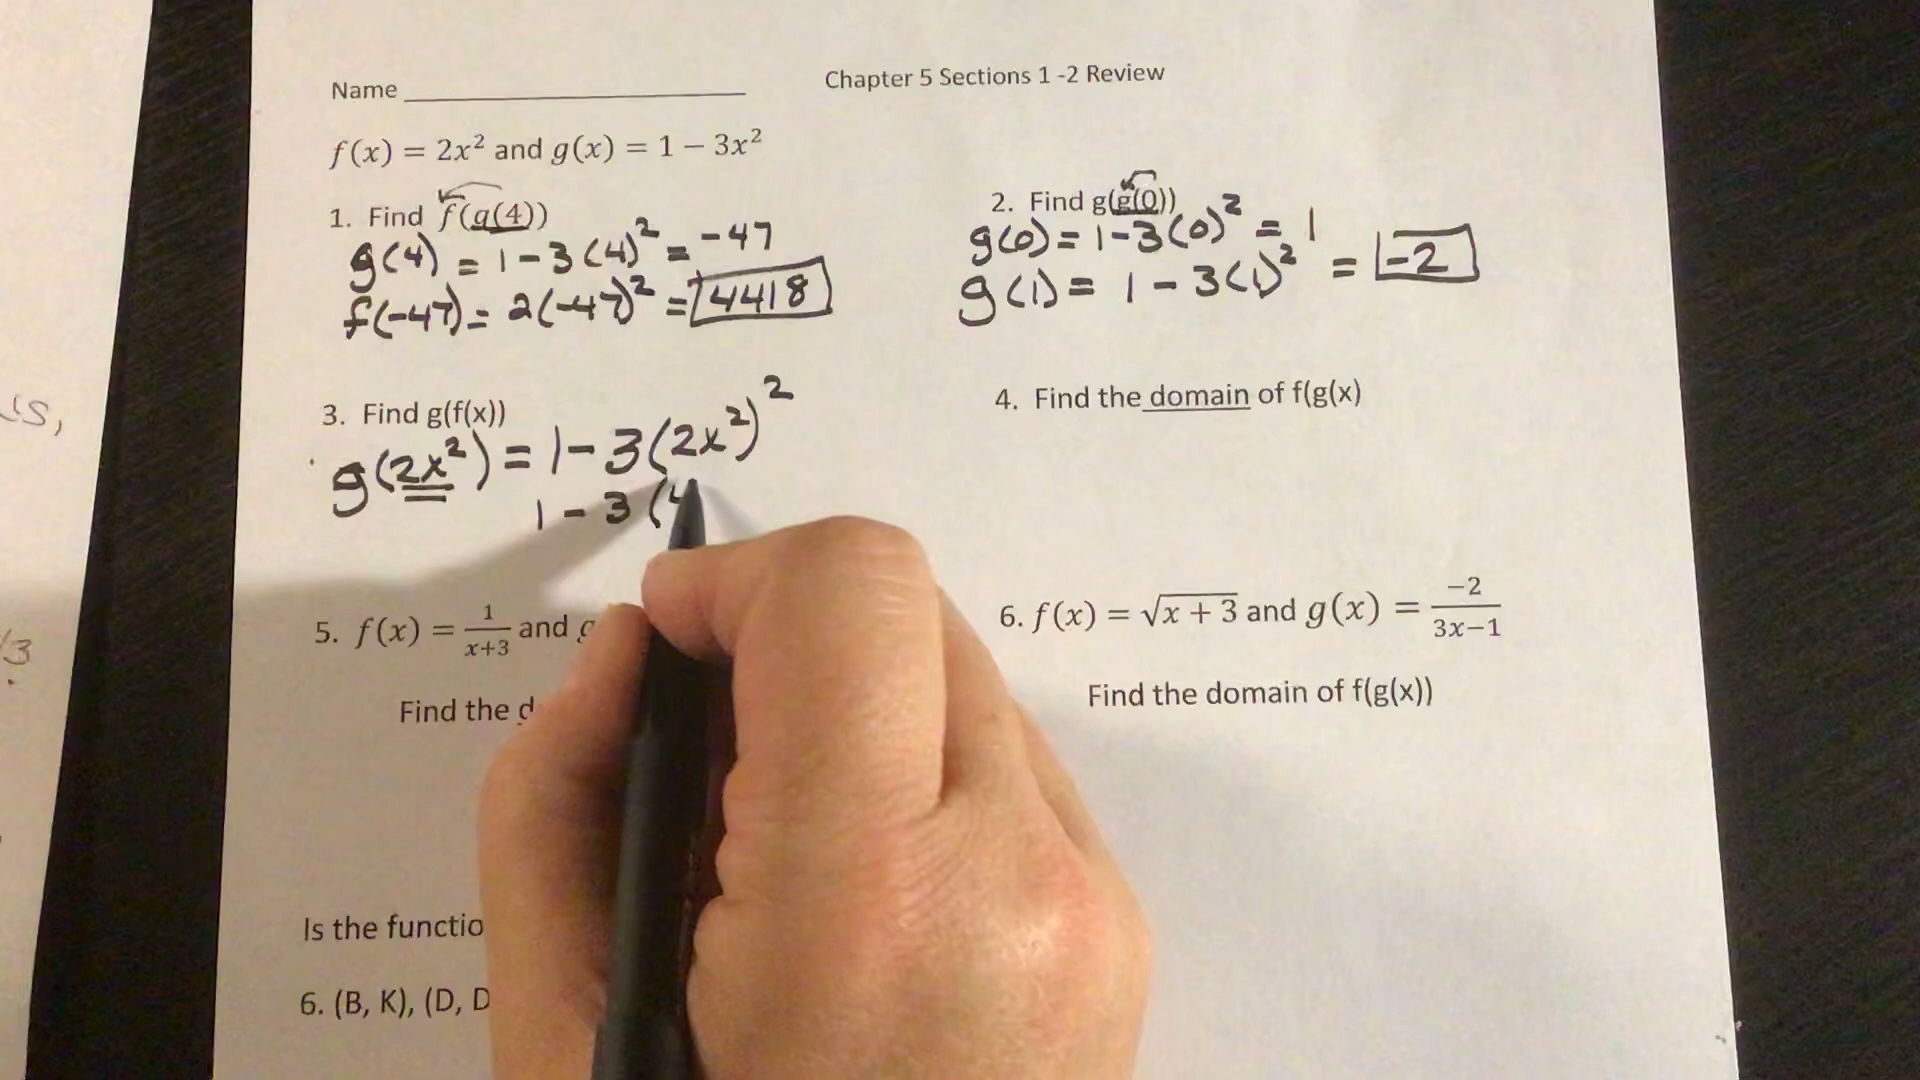 Name
Chapter 5 Sections 1 -2 Review
f(x) = 2x² and g(x) = 1 − 3x²
1. Find f(g(4))
g(4) = 1-3(4)² = -47
f(-47) = 2(-47)² = 4418
2. Find g(g(0))
g(0) = 1-3(0)² = 1
g(1) = 1-3(1)² = -2
3. Find g(f(x))
g(2x²) = 1-3(2x²)²
1-3(4
4. Find the domain of f(g(x)
5. f(x) = 1/(x+3) and
Find the
6. f(x) = √(x + 3) and g(x) = −2/(3x−1)
Find the domain of f(g(x))
Is the functio
6. (B, K), (D, D
is,
/3